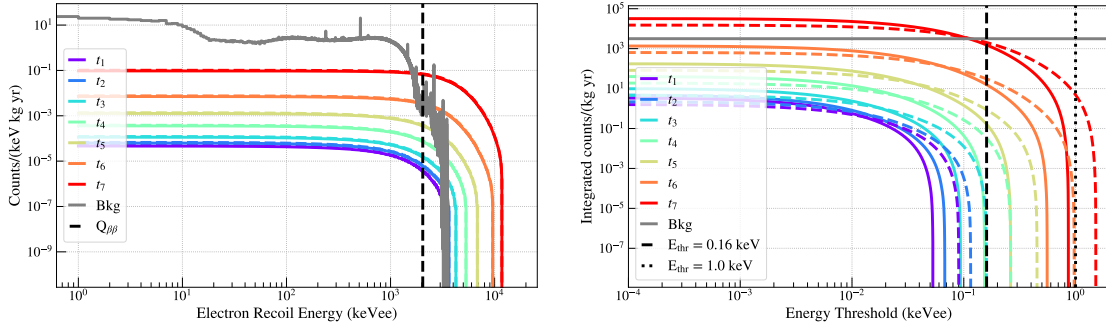 10¹
10⁻¹
10⁻³
10⁻⁵
10⁻⁷
10⁻⁹
Counts/(keV kg yr)
t₁
t₂
t₃
t₄
t₅
t₆
t₇
Bkg
Q_ββ
10⁰
10¹
10²
10³
10⁴
Electron Recoil Energy (keVee)
10⁵
10³
10¹
10⁻¹
10⁻³
10⁻⁵
10⁻⁷
Integrated counts/(kg yr)
t₁
t₂
t₃
t₄
t₅
t₆
t₇
Bkg
E_thr = 0.16 keV
E_thr = 1.0 keV
10⁻⁴
10⁻³
10⁻²
10⁻¹
10⁰
Energy Threshold (keVee)